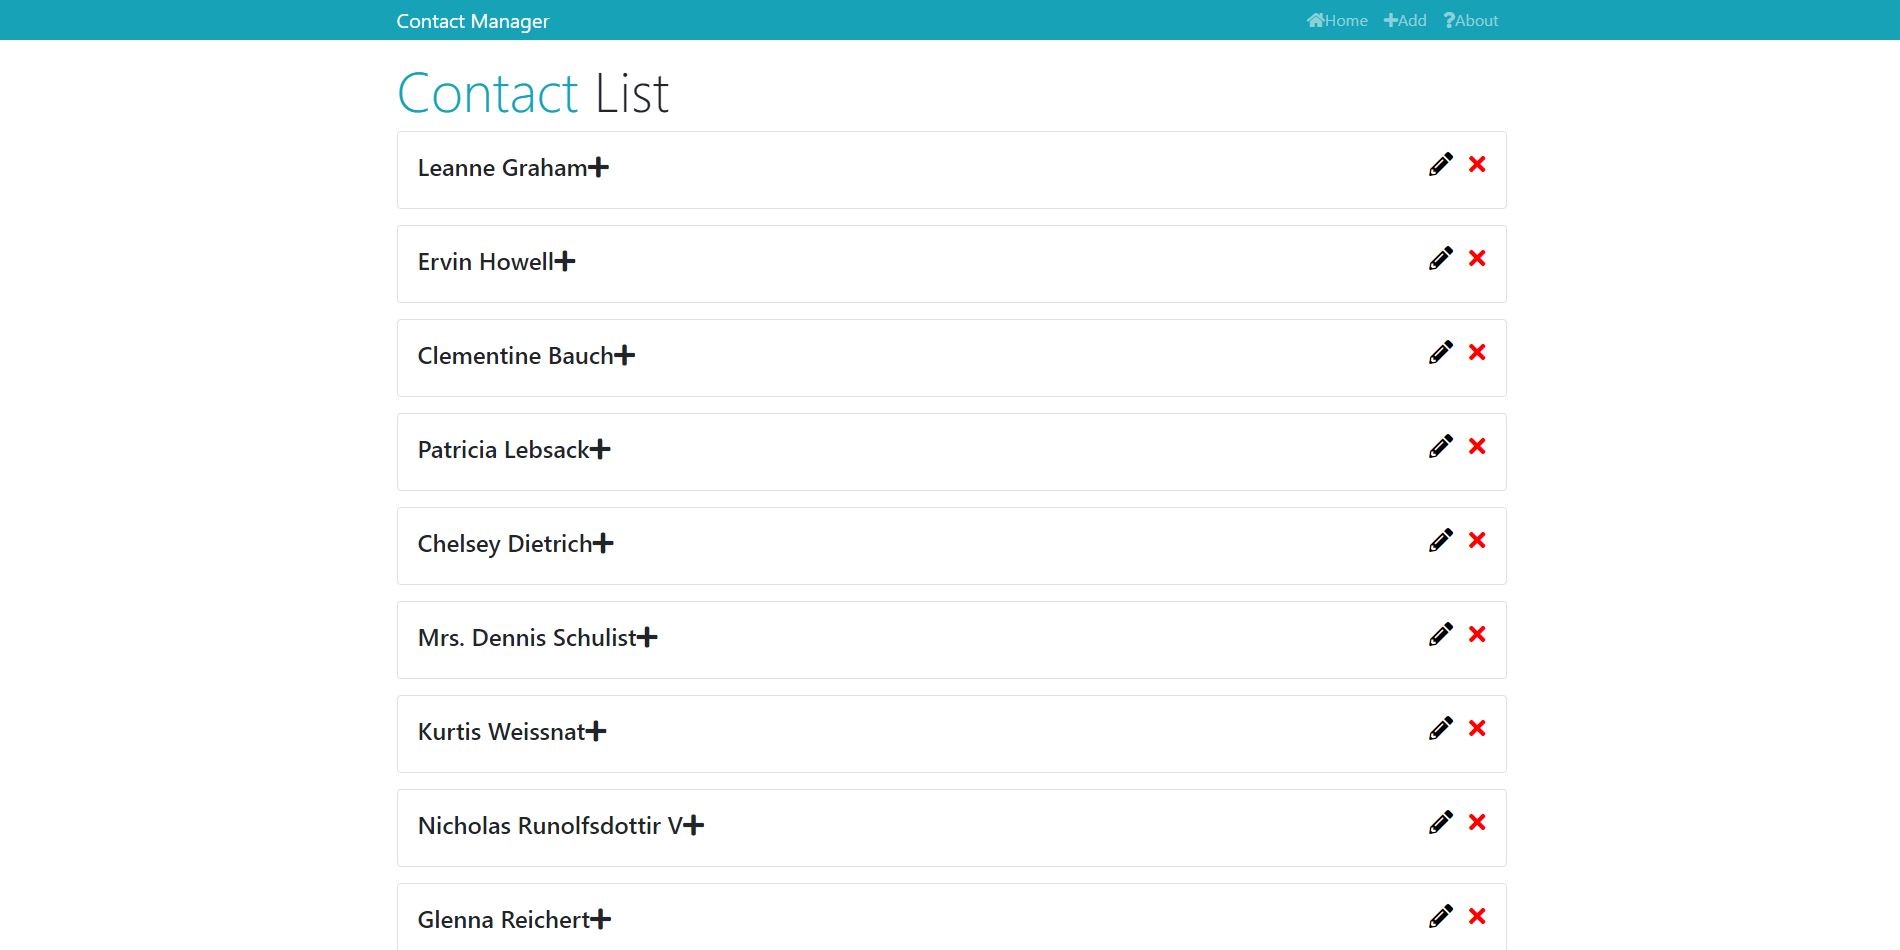 Contact Manager
Home Add About
Contact List
Leanne Graham
Ervin Howell
Clementine Bauch
Patricia Lebsack
Chelsey Dietrich
Mrs. Dennis Schulist
Kurtis Weissnat
Nicholas Runolfsdottir V
Glenna Reichert